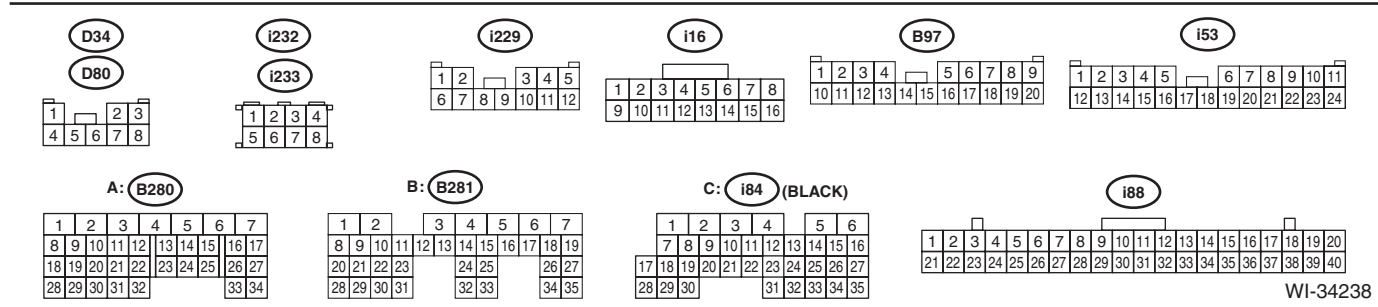 D34 i232 i229 i16 B97 i53
D80 i233
1 2 3 4 5
6 7 8 9 10 11 12
1 2 3 4 5 6 7 8
9 10 11 12 13 14 15 16
1 2 3 4 5 6 7 8 9
10 11 12 13 14 15 16 17 18 19 20
1 2 3 4 5 6 7 8 9 10 11
12 13 14 15 16 17 18 19 20 21 22 23 24
1 2 3
4 5 6 7 8
1 2 3 4
5 6 7 8
A: B280 B: B281 C: i84 (BLACK) i88
1 2 3 4 5 6 7
8 9 10 11 12 13 14 15 16 17
18 19 20 21 22 23 24 25 26 27
28 29 30 31 32 33 34
1 2 3 4 5 6 7
8 9 10 11 12 13 14 15 16 17 18 19
20 21 22 23 24 25 26 27
28 29 30 31 32 33 34 35
1 2 3 4 5 6
7 8 9 10 11 12 13 14 15 16
17 18 19 20 21 22 23 24 25 26 27
28 29 30 31 32 33 34 35
1 2 3 4 5 6 7 8 9 10 11 12 13 14 15 16 17 18 19 20
21 22 23 24 25 26 27 28 29 30 31 32 33 34 35 36 37 38 39 40
WI-34238